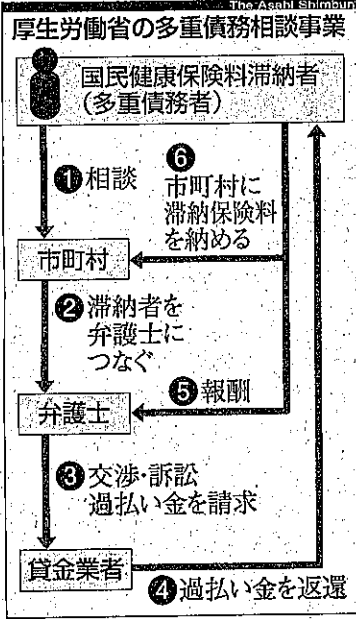 The Asahi Shimbun
厚生労働省の多重債務相談事業
国民健康保険料滞納者
(多重債務者)
❶相談
❻
市町村に
滞納保険料
を納める
市町村
❷滞納者を
弁護士に
つなぐ
❺報酬
弁護士
❸交渉・訴訟
過払い金を請求
貸金業者
❹過払い金を返還